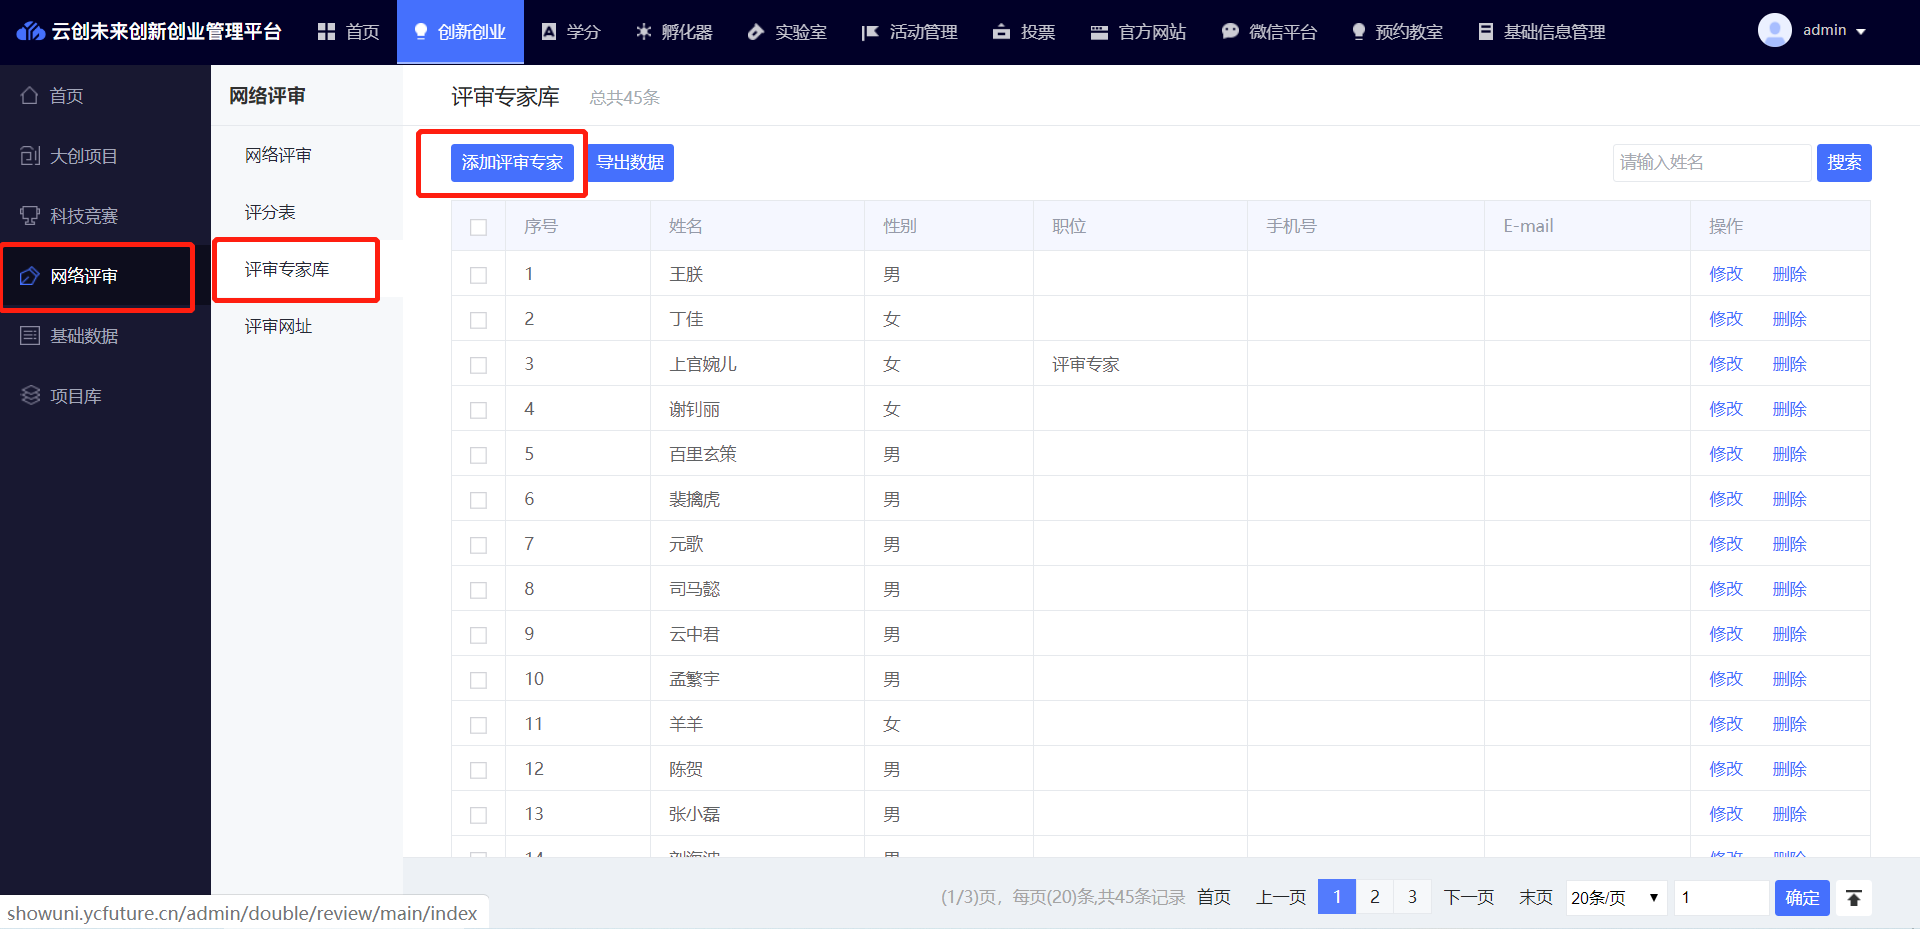 云创未来创新创业管理平台 首页 创新创业 学分 孵化器 实验室 活动管理 投票 官方网站 微信平台 预约教室 基础信息管理 admin
首页
大创项目
科技竞赛
网络评审
基础数据
项目库
网络评审
网络评审
评分表
评审专家库
评审网址
评审专家库 总共45条
添加评审专家 导出数据 请输入姓名 搜索
序号 姓名 性别 职位 手机号 E-mail 操作
1 王朕 男 修改 删除
2 丁佳 女 修改 删除
3 上官婉儿 女 评审专家 修改 删除
4 谢钊丽 女 修改 删除
5 百里玄策 男 修改 删除
6 裴擒虎 男 修改 删除
7 元歌 男 修改 删除
8 司马懿 男 修改 删除
9 云中君 男 修改 删除
10 孟繁宇 男 修改 删除
11 羊羊 女 修改 删除
12 陈贺 男 修改 删除
13 张小磊 男 修改 删除
14 男 修改 删除
(1/3)页，每页(20)条,共45条记录 首页 上一页 1 2 3 下一页 末页 20条/页 1 确定
showuni.ycfuture.cn/admin/double/review/main/index